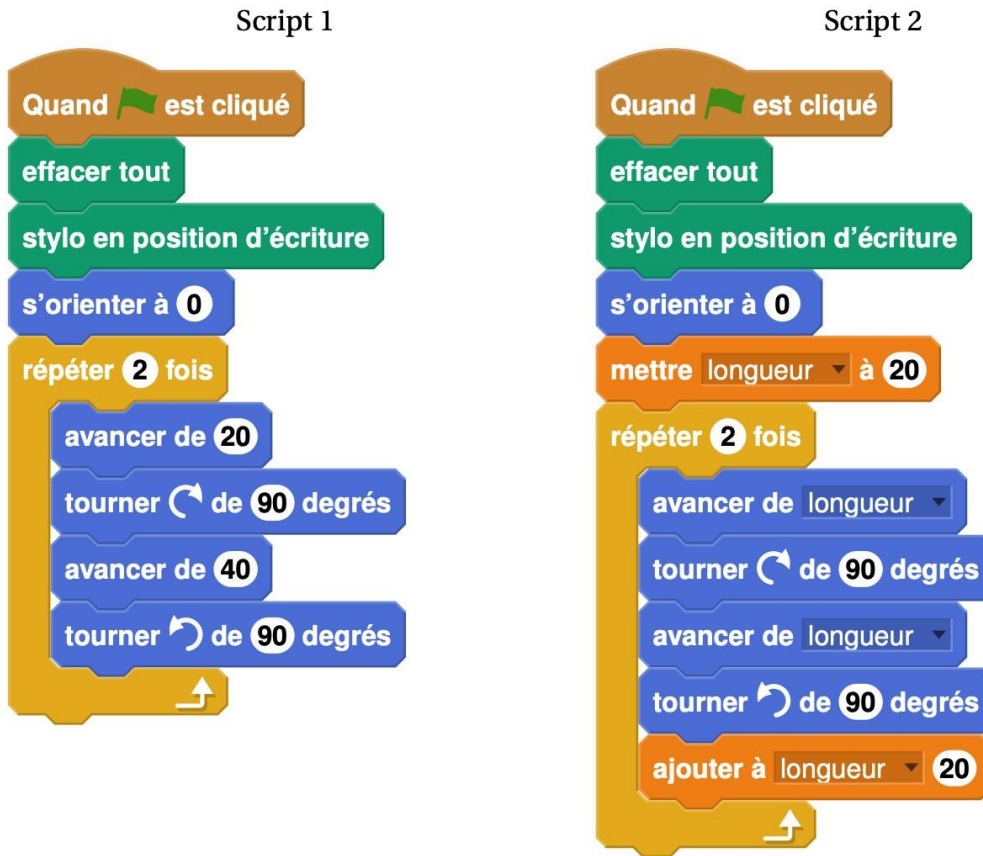 Script 1
Quand est cliqué
effacer tout
stylo en position d’écriture
s’orienter à 0
répéter 2 fois
avancer de 20
tourner de 90 degrés
avancer de 40
tourner de 90 degrés
Script 2
Quand est cliqué
effacer tout
stylo en position d’écriture
s’orienter à 0
mettre longueur à 20
répéter 2 fois
avancer de longueur
tourner de 90 degrés
avancer de longueur
tourner de 90 degrés
ajouter à longueur 20